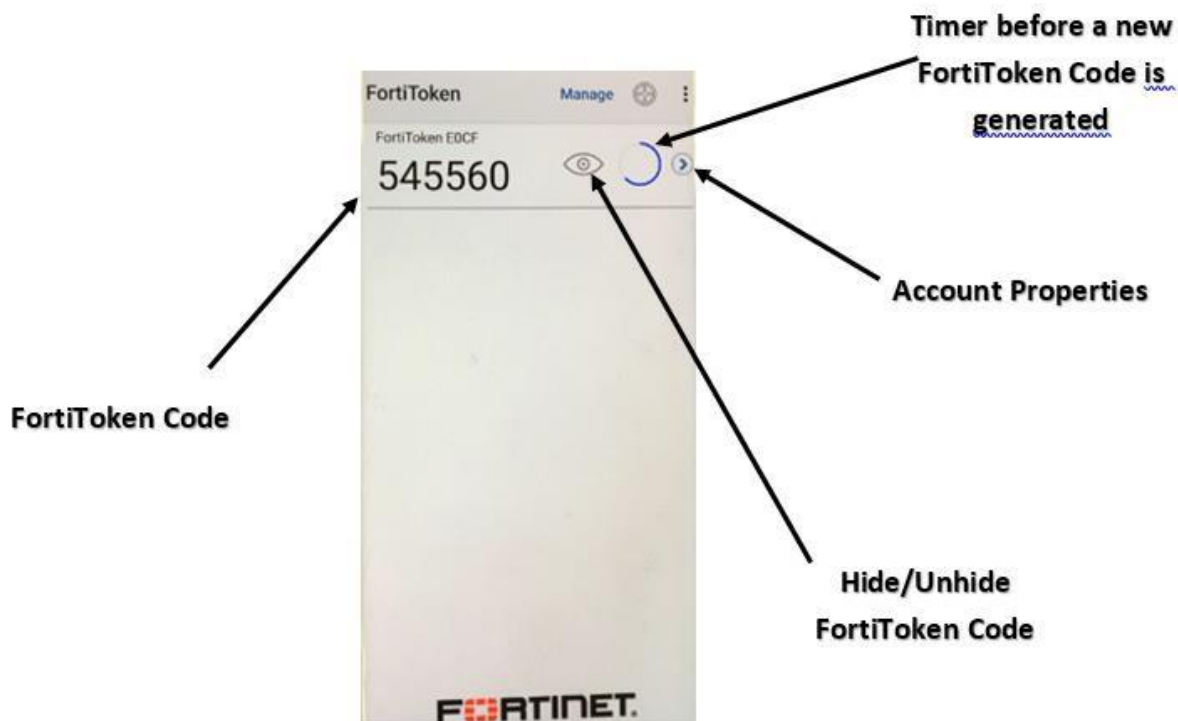 Timer before a new
FortiToken Code is
generated
FortiToken Manage
FortiToken E0CF
545560
Account Properties
FortiToken Code
Hide/Unhide
FortiToken Code
FORTINET.